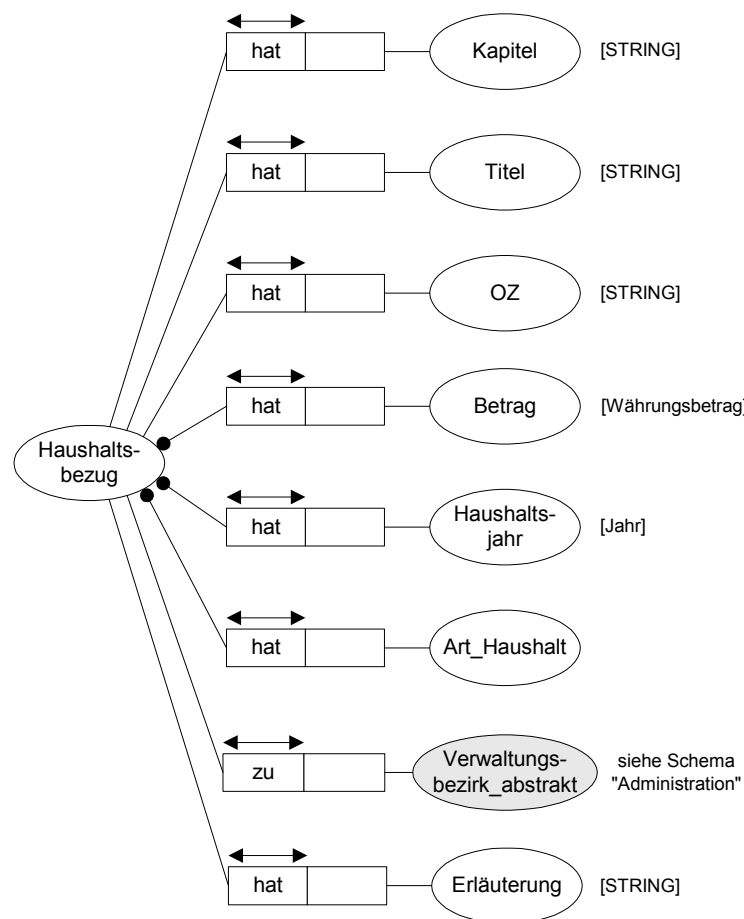 hat
Kapitel
[STRING]
hat
Titel
[STRING]
hat
OZ
[STRING]
hat
Betrag
[Währungsbetrag]
Haushalts-
bezug
hat
Haushalts-
jahr
[Jahr]
hat
Art_Haushalt
zu
Verwaltungs-
bezirk_abstrakt
siehe Schema
"Administration"
hat
Erläuterung
[STRING]